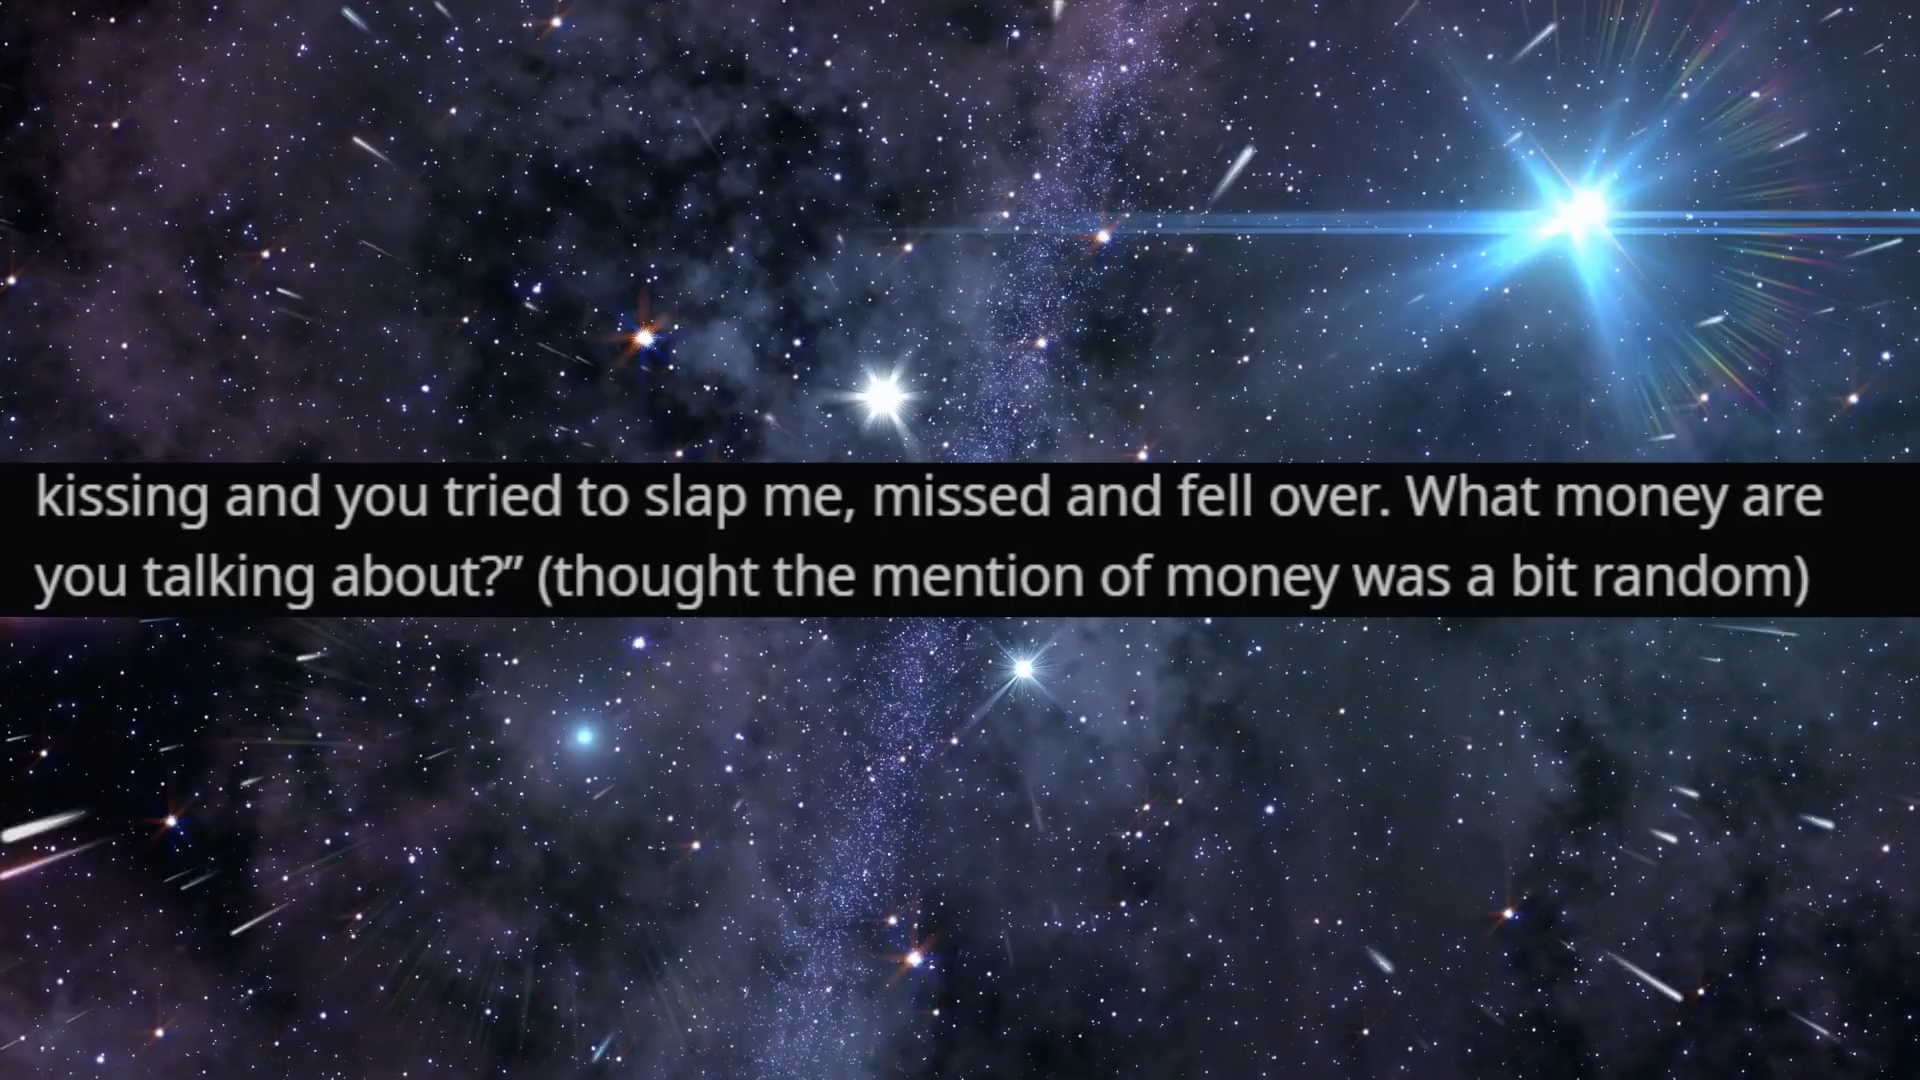 kissing and you tried to slap me, missed and fell over. What money are
you talking about?” (thought the mention of money was a bit random)